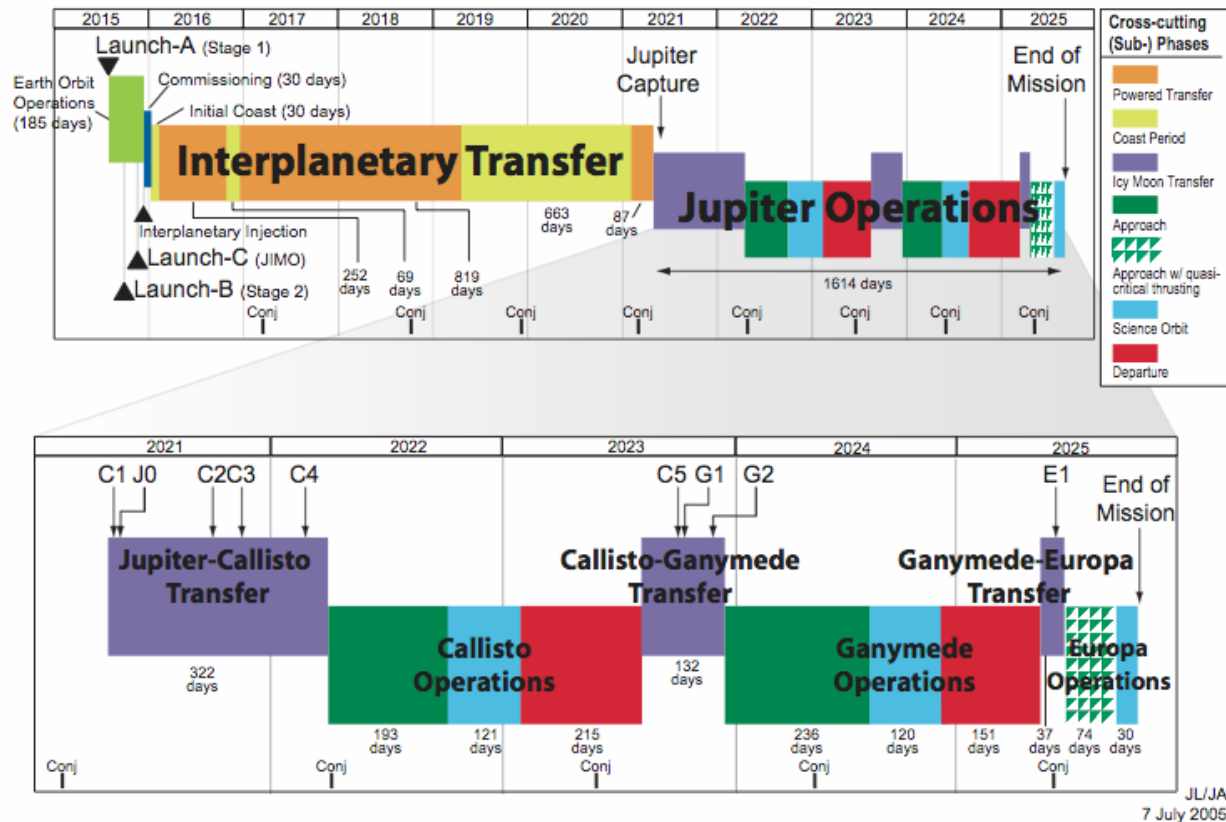 2015 2016 2017 2018 2019 2020 2021 2022 2023 2024 2025
Launch-A (Stage 1)
Earth Orbit
Operations
(185 days)
Commissioning (30 days)
Initial Coast (30 days)
Interplanetary Transfer
Interplanetary Injection
Launch-C (JIMO)
Launch-B (Stage 2)
252
days
69
days
819
days
663
days
87
days
Jupiter
Capture
End of
Mission
Jupiter Operations
1614 days
Conj Conj Conj Conj Conj Conj Conj Conj
Cross-cutting
(Sub-) Phases
Powered Transfer
Coast Period
Icy Moon Transfer
Approach
Approach w/ quasi-
critical thrusting
Science Orbit
Departure
2021 2022 2023 2024 2025
C1 J0 C2 C3 C4 C5 G1 G2 E1
End of
Mission
Jupiter-Callisto
Transfer
322
days
Callisto
Operations
193
days
121
days
215
days
Callisto-Ganymede
Transfer
132
days
Ganymede
Operations
236
days
120
days
151
days
Ganymede-Europa
Transfer
37
days
Europa
Operations
74
days
30
days
Conj Conj Conj Conj Conj
JL/JA
7 July 2005